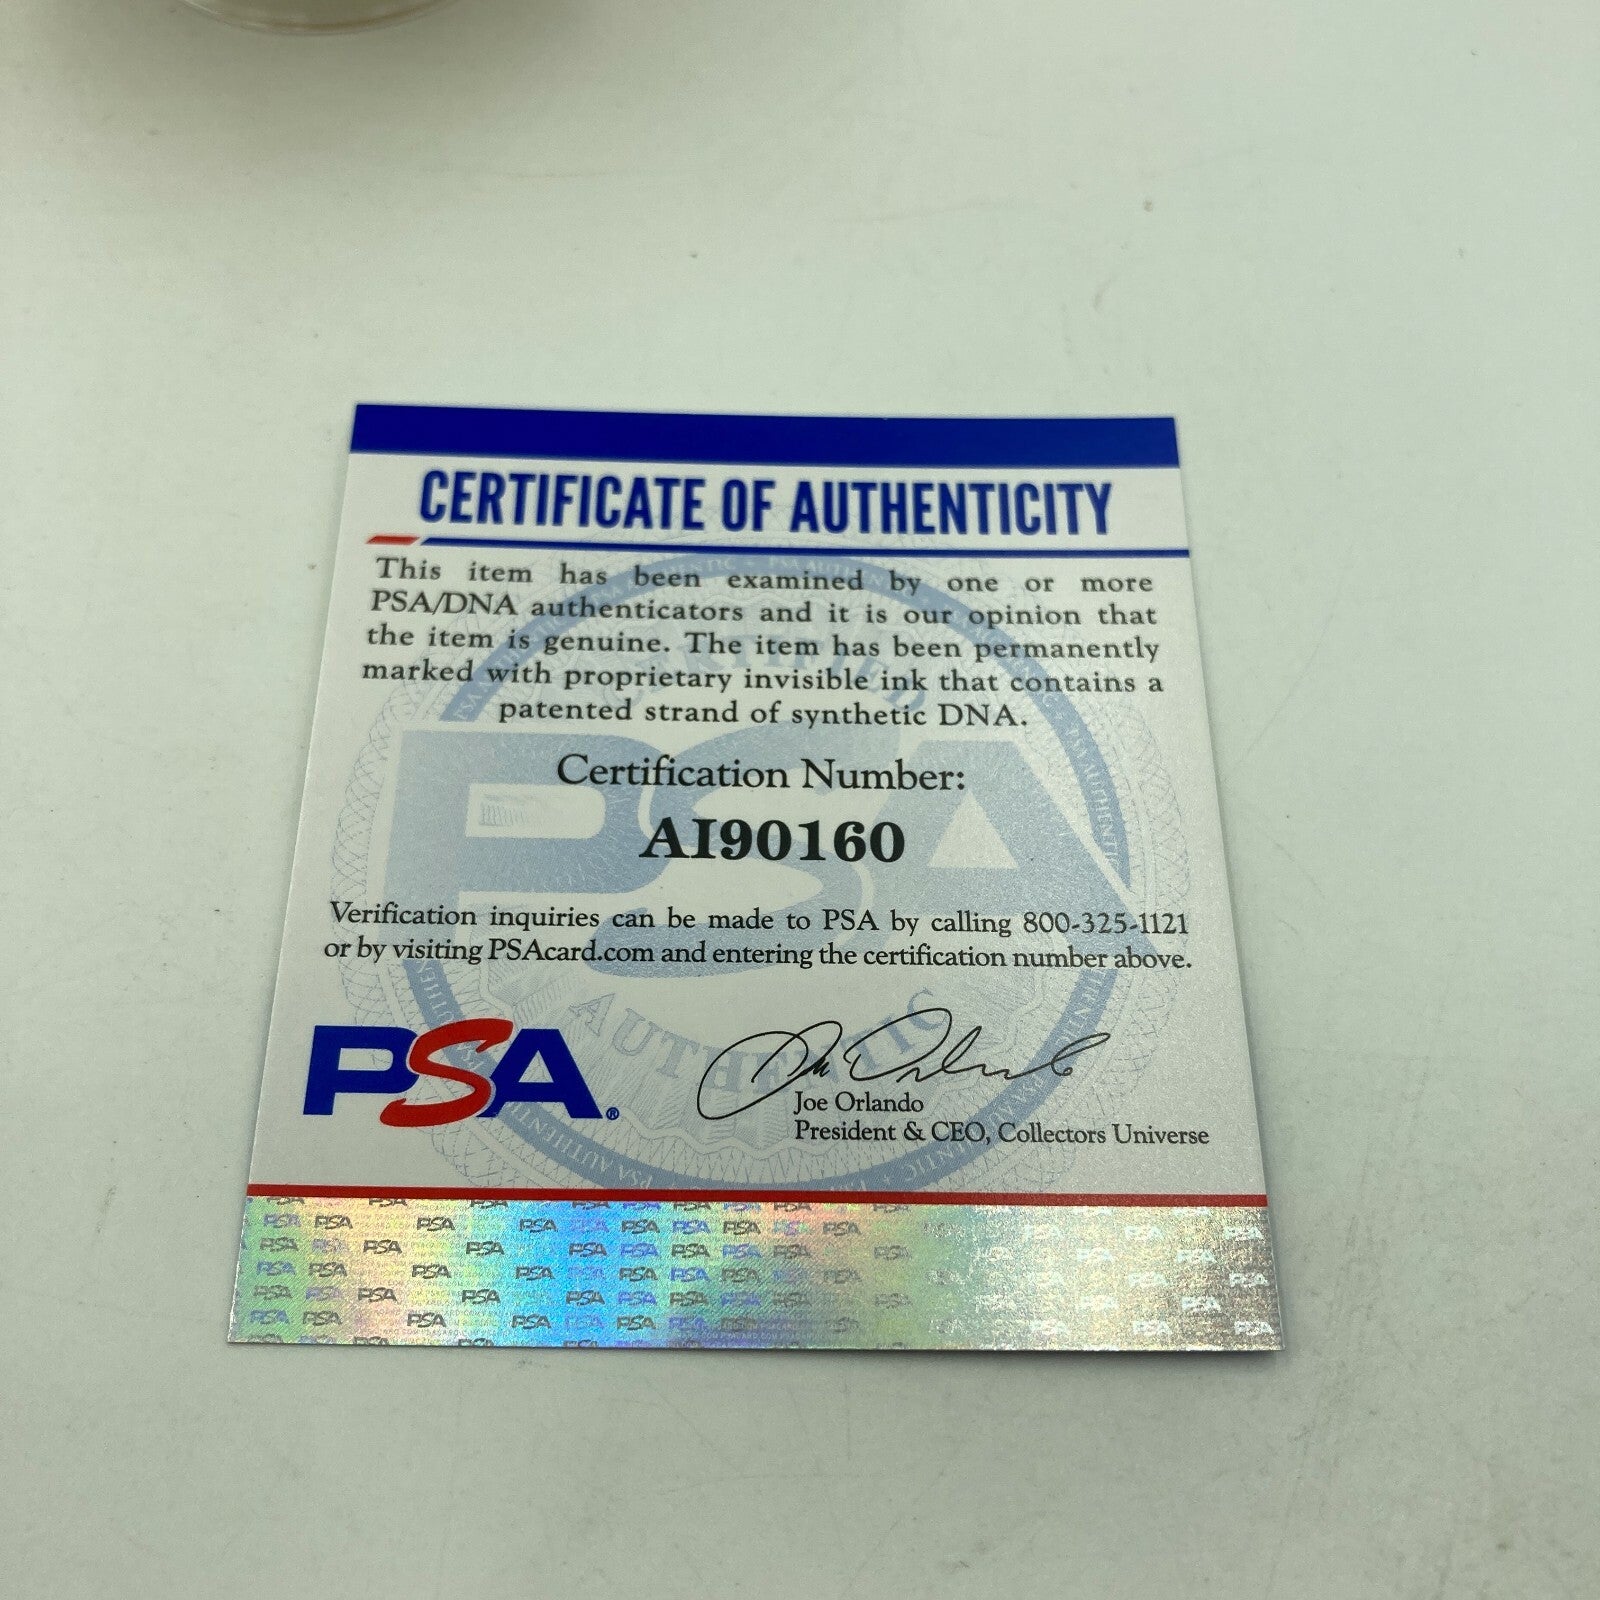 CERTIFICATE OF AUTHENTICITY
This item has been examined by one or more
PSA/DNA authenticators and it is our opinion that
the item is genuine. The item has been permanently
marked with proprietary invisible ink that contains a
patented strand of synthetic DNA.
Certification Number:
AI90160
Verification inquiries can be made to PSA by calling 800-325-1121
or by visiting PSAcard.com and entering the certification number above.
PSA®
Joe Orlando
President & CEO, Collectors Universe